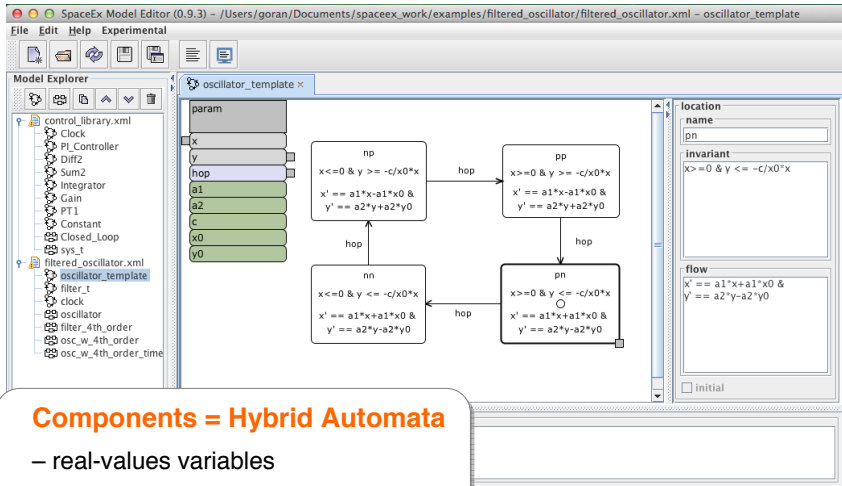 SpaceEx Model Editor (0.9.3) – /Users/goran/Documents/spaceex_work/examples/filtered_oscillator/filtered_oscillator.xml – oscillator_template
File Edit Help Experimental
Model Explorer
control_library.xml
Clock
PI_Controller
Diff2
Sum2
Integrator
Gain
PT1
Constant
Closed_Loop
sys_t
filtered_oscillator.xml
oscillator_template
filter_t
clock
oscillator
filter_4th_order
osc_w_4th_order
osc_w_4th_order_time
oscillator_template ×
param
x
y
hop
a1
a2
c
x0
y0
np
x<=0 & y >= -c/x0*x
x' == a1*x-a1*x0 &
y' == a2*y+a2*y0
hop
pp
x>=0 & y >= -c/x0*x
x' == a1*x-a1*x0 &
y' == a2*y+a2*y0
hop
hop
nn
x<=0 & y <= -c/x0*x
x' == a1*x+a1*x0 &
y' == a2*y-a2*y0
hop
pn
x>=0 & y <= -c/x0*x
x' == a1*x+a1*x0 &
y' == a2*y-a2*y0
location
name
pn
invariant
x>=0 & y <= -c/x0*x
flow
x' == a1*x+a1*x0 &
y' == a2*y-a2*y0
initial
Components = Hybrid Automata
– real-values variables